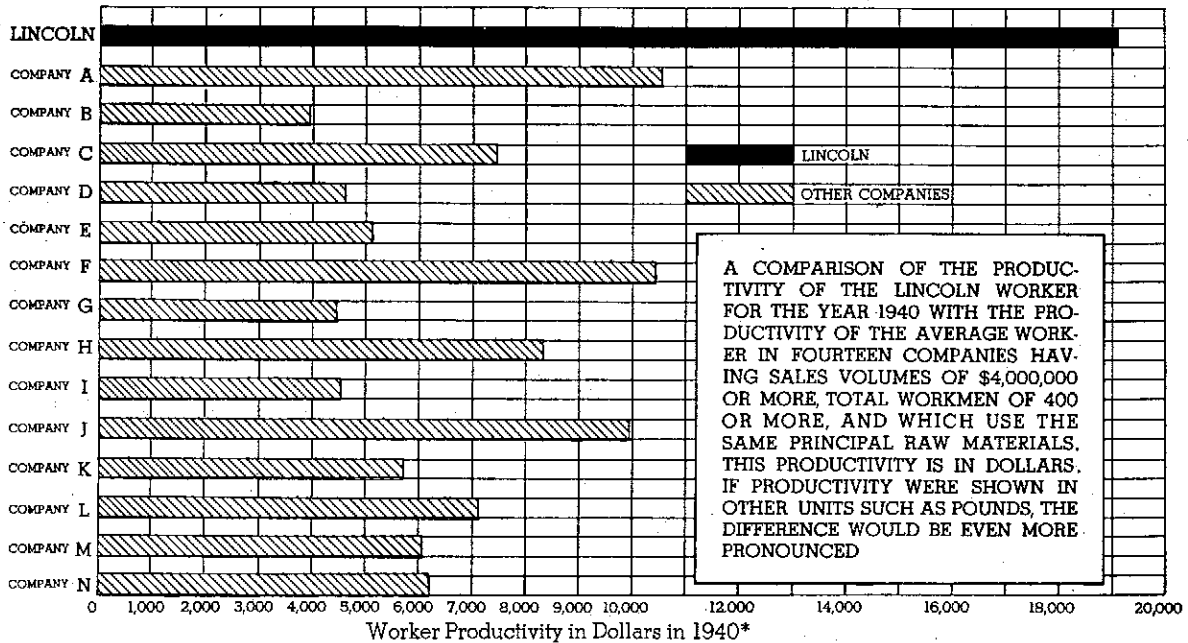 LINCOLN
COMPANY A
COMPANY B
COMPANY C
COMPANY D
COMPANY E
COMPANY F
COMPANY G
COMPANY H
COMPANY I
COMPANY J
COMPANY K
COMPANY L
COMPANY M
COMPANY N
LINCOLN
OTHER COMPANIES
A COMPARISON OF THE PRODUC-
TIVITY OF THE LINCOLN WORKER
FOR THE YEAR 1940 WITH THE PRO-
DUCTIVITY OF THE AVERAGE WORK-
ER IN FOURTEEN COMPANIES HAV-
ING SALES VOLUMES OF $4,000,000
OR MORE, TOTAL WORKMEN OF 400
OR MORE, AND WHICH USE THE
SAME PRINCIPAL RAW MATERIALS.
THIS PRODUCTIVITY IS IN DOLLARS.
IF PRODUCTIVITY WERE SHOWN IN
OTHER UNITS SUCH AS POUNDS, THE
DIFFERENCE WOULD BE EVEN MORE
PRONOUNCED
0 1,000 2,000 3,000 4,000 5,000 6,000 7,000 8,000 9,000 10,000 12,000 14,000 16,000 18,000 20,000
Worker Productivity in Dollars in 1940*